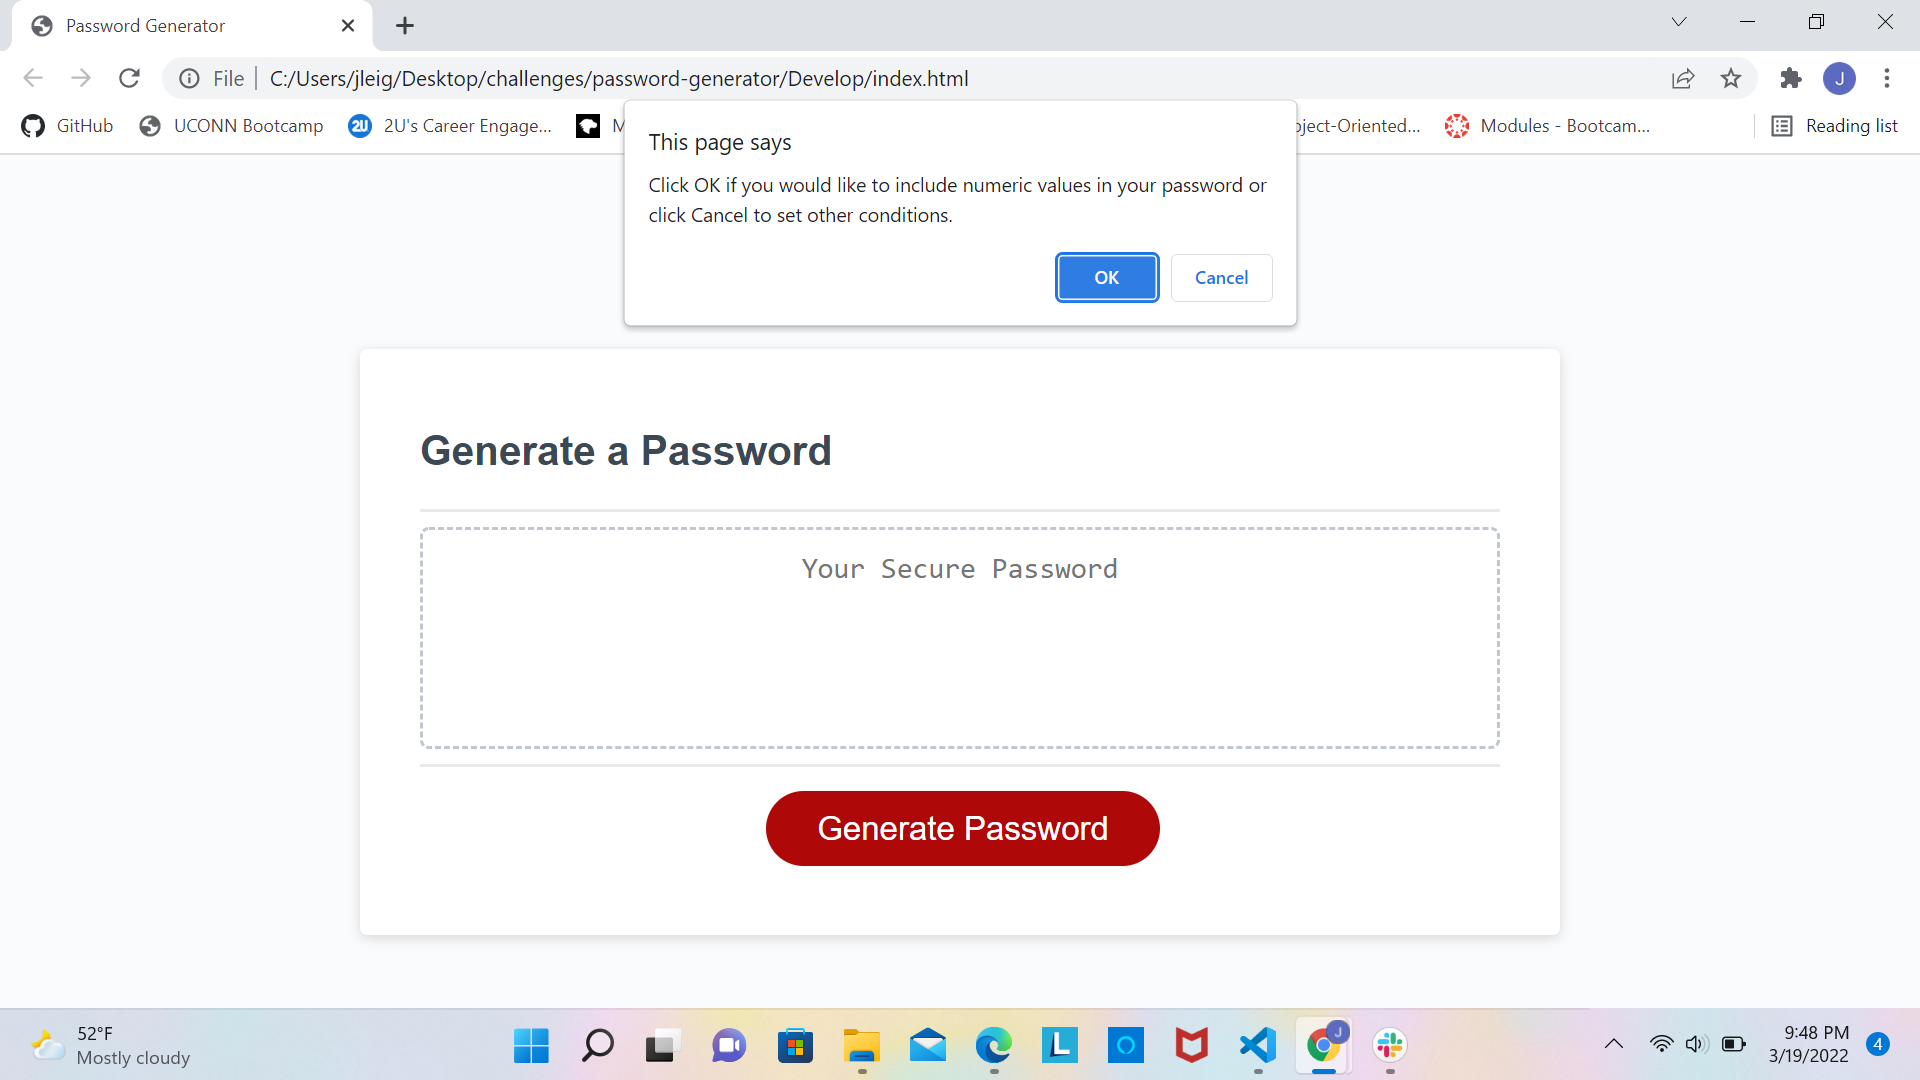 Password Generator
File
C:/Users/jleig/Desktop/challenges/password-generator/Develop/index.html
J
GitHub
UCONN Bootcamp
2U
2U's Career Engage...
M
bject-Oriented...
Modules - Bootcam...
Reading list
This page says
Click OK if you would like to include numeric values in your password or
click Cancel to set other conditions.
OK
Cancel
Generate a Password
Your Secure Password
Generate Password
52°F
Mostly cloudy
L
J
9:48 PM
3/19/2022
4